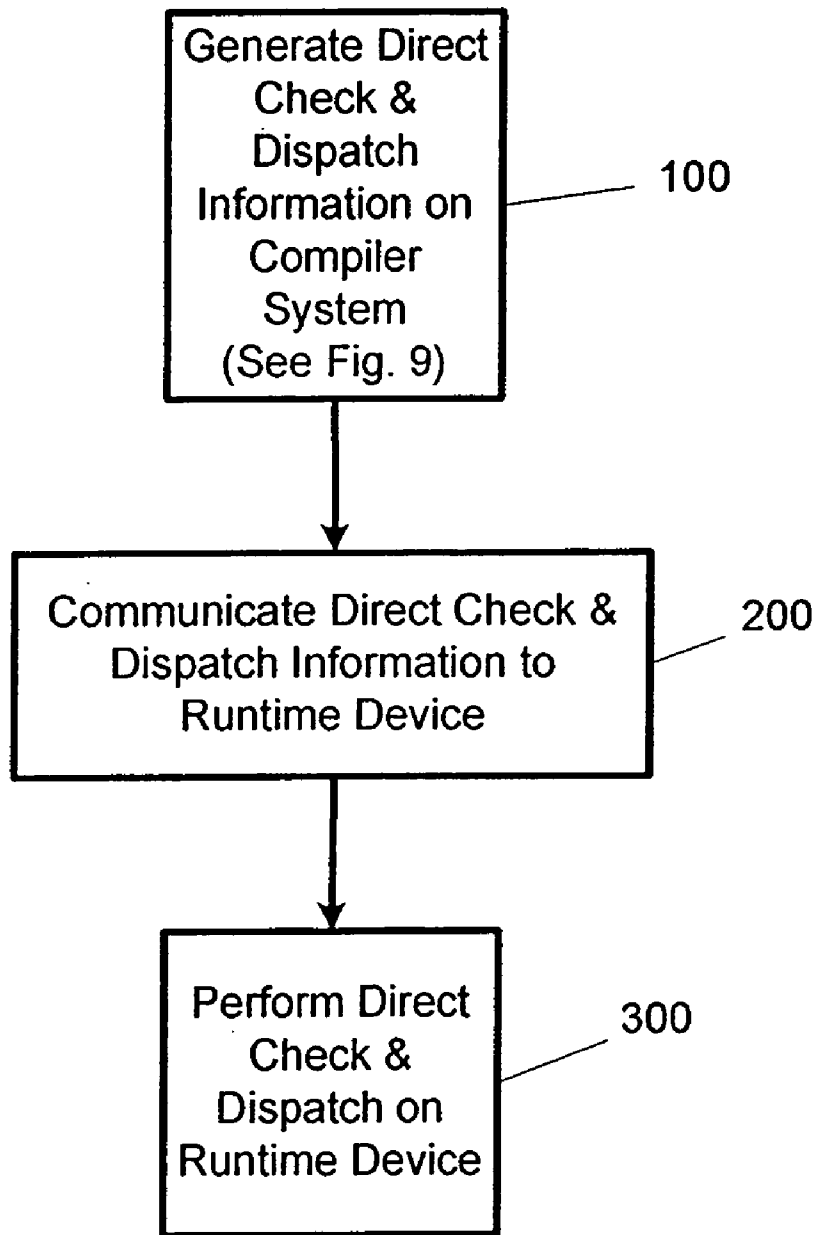 Generate Direct
Check &
Dispatch
Information on
Compiler
System
(See Fig. 9)
100
Communicate Direct Check &
Dispatch Information to
Runtime Device
200
Perform Direct
Check &
Dispatch on
Runtime Device
300